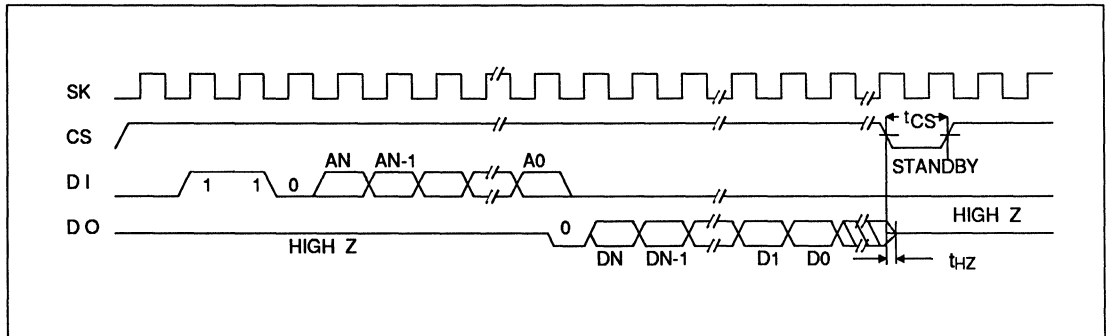 SK
CS
tCS
STANDBY
DI
1 1 0 AN AN-1 A0
DO
HIGH Z
0
DN DN-1 D1 D0
HIGH Z
tHZ